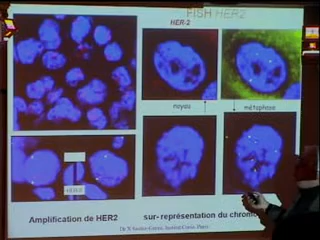 FISH HER2
HER-2
noyau
métaphase
Amplification de HER2
sur- représentation du chromo